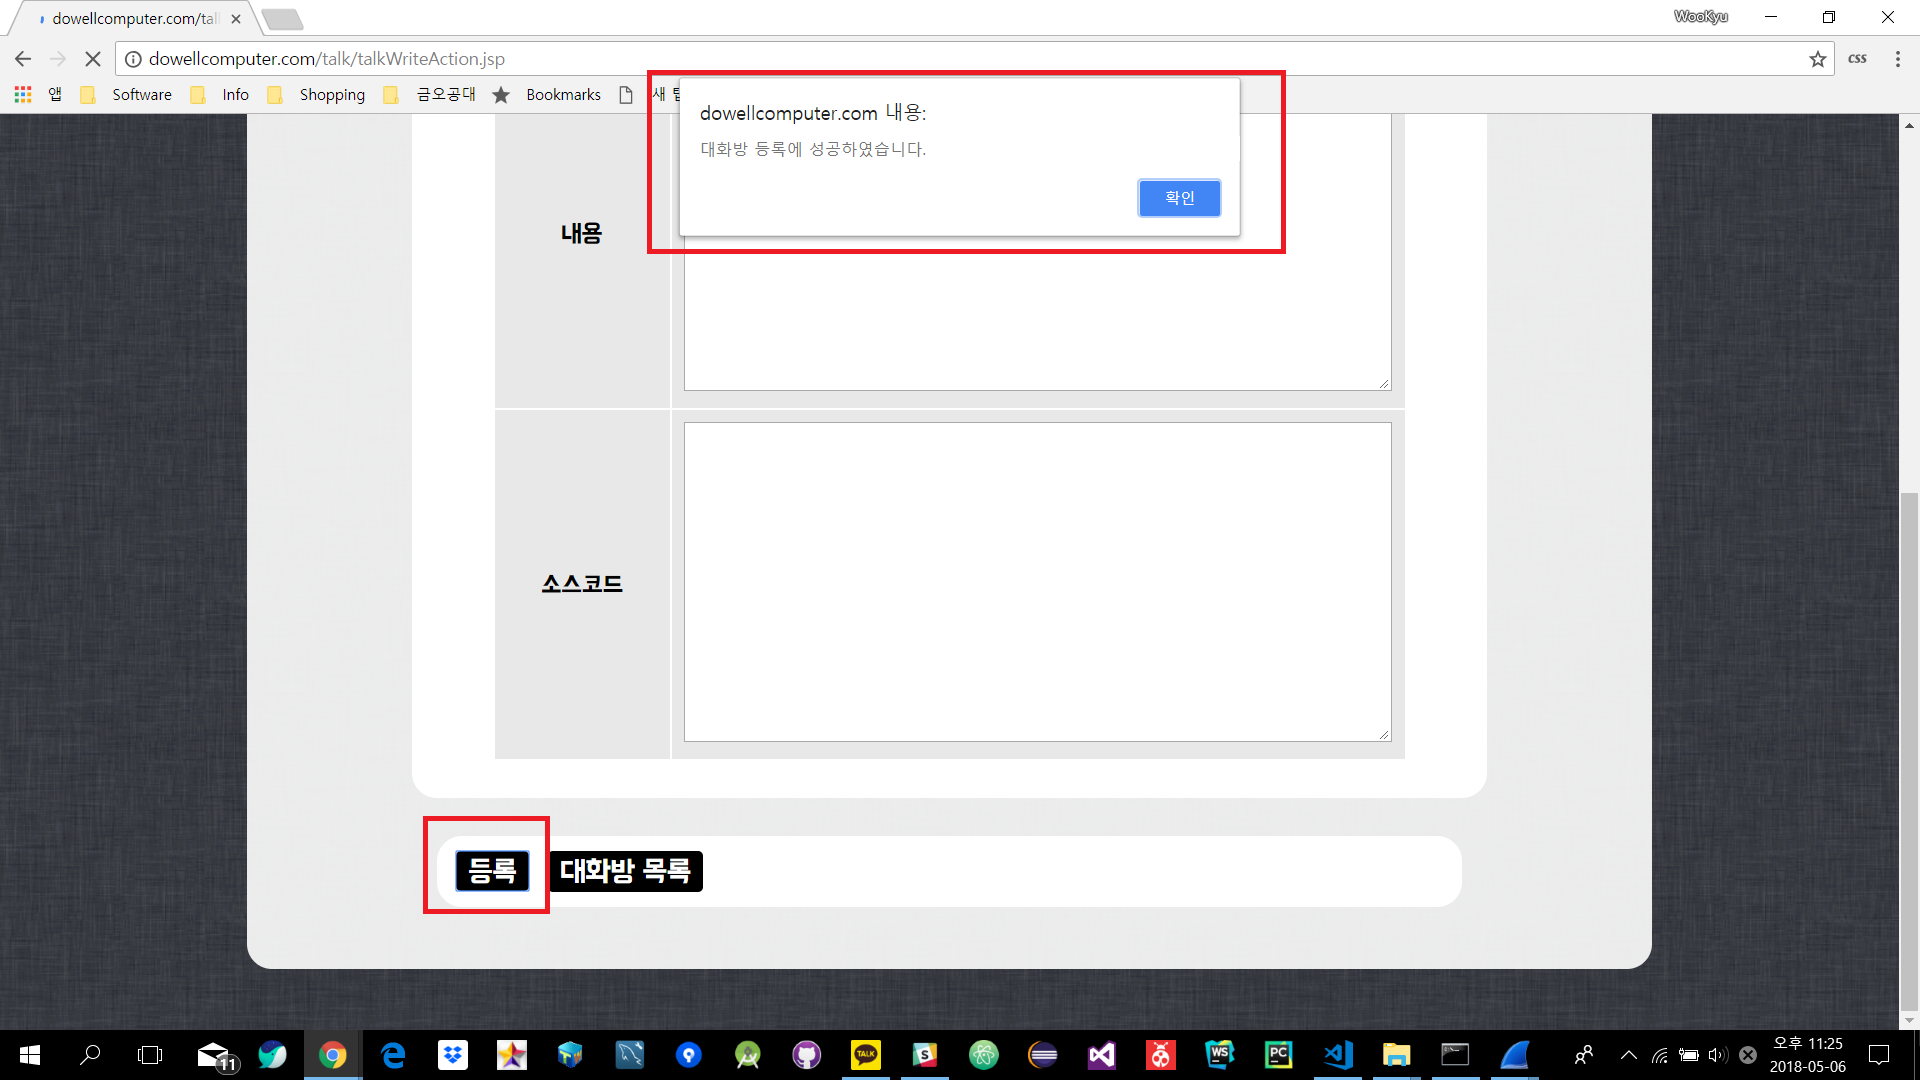 dowellcomputer.com/tal
WooKyu
dowellcomputer.com/talk/talkWriteAction.jsp
css
앱 Software Info Shopping 금오공대 Bookmarks 새
dowellcomputer.com 내용:
대화방 등록에 성공하였습니다.
확인
내용
소스코드
등록 대화방 목록
11
TALK
S
WS
PC
오후 11:25
2018-05-06